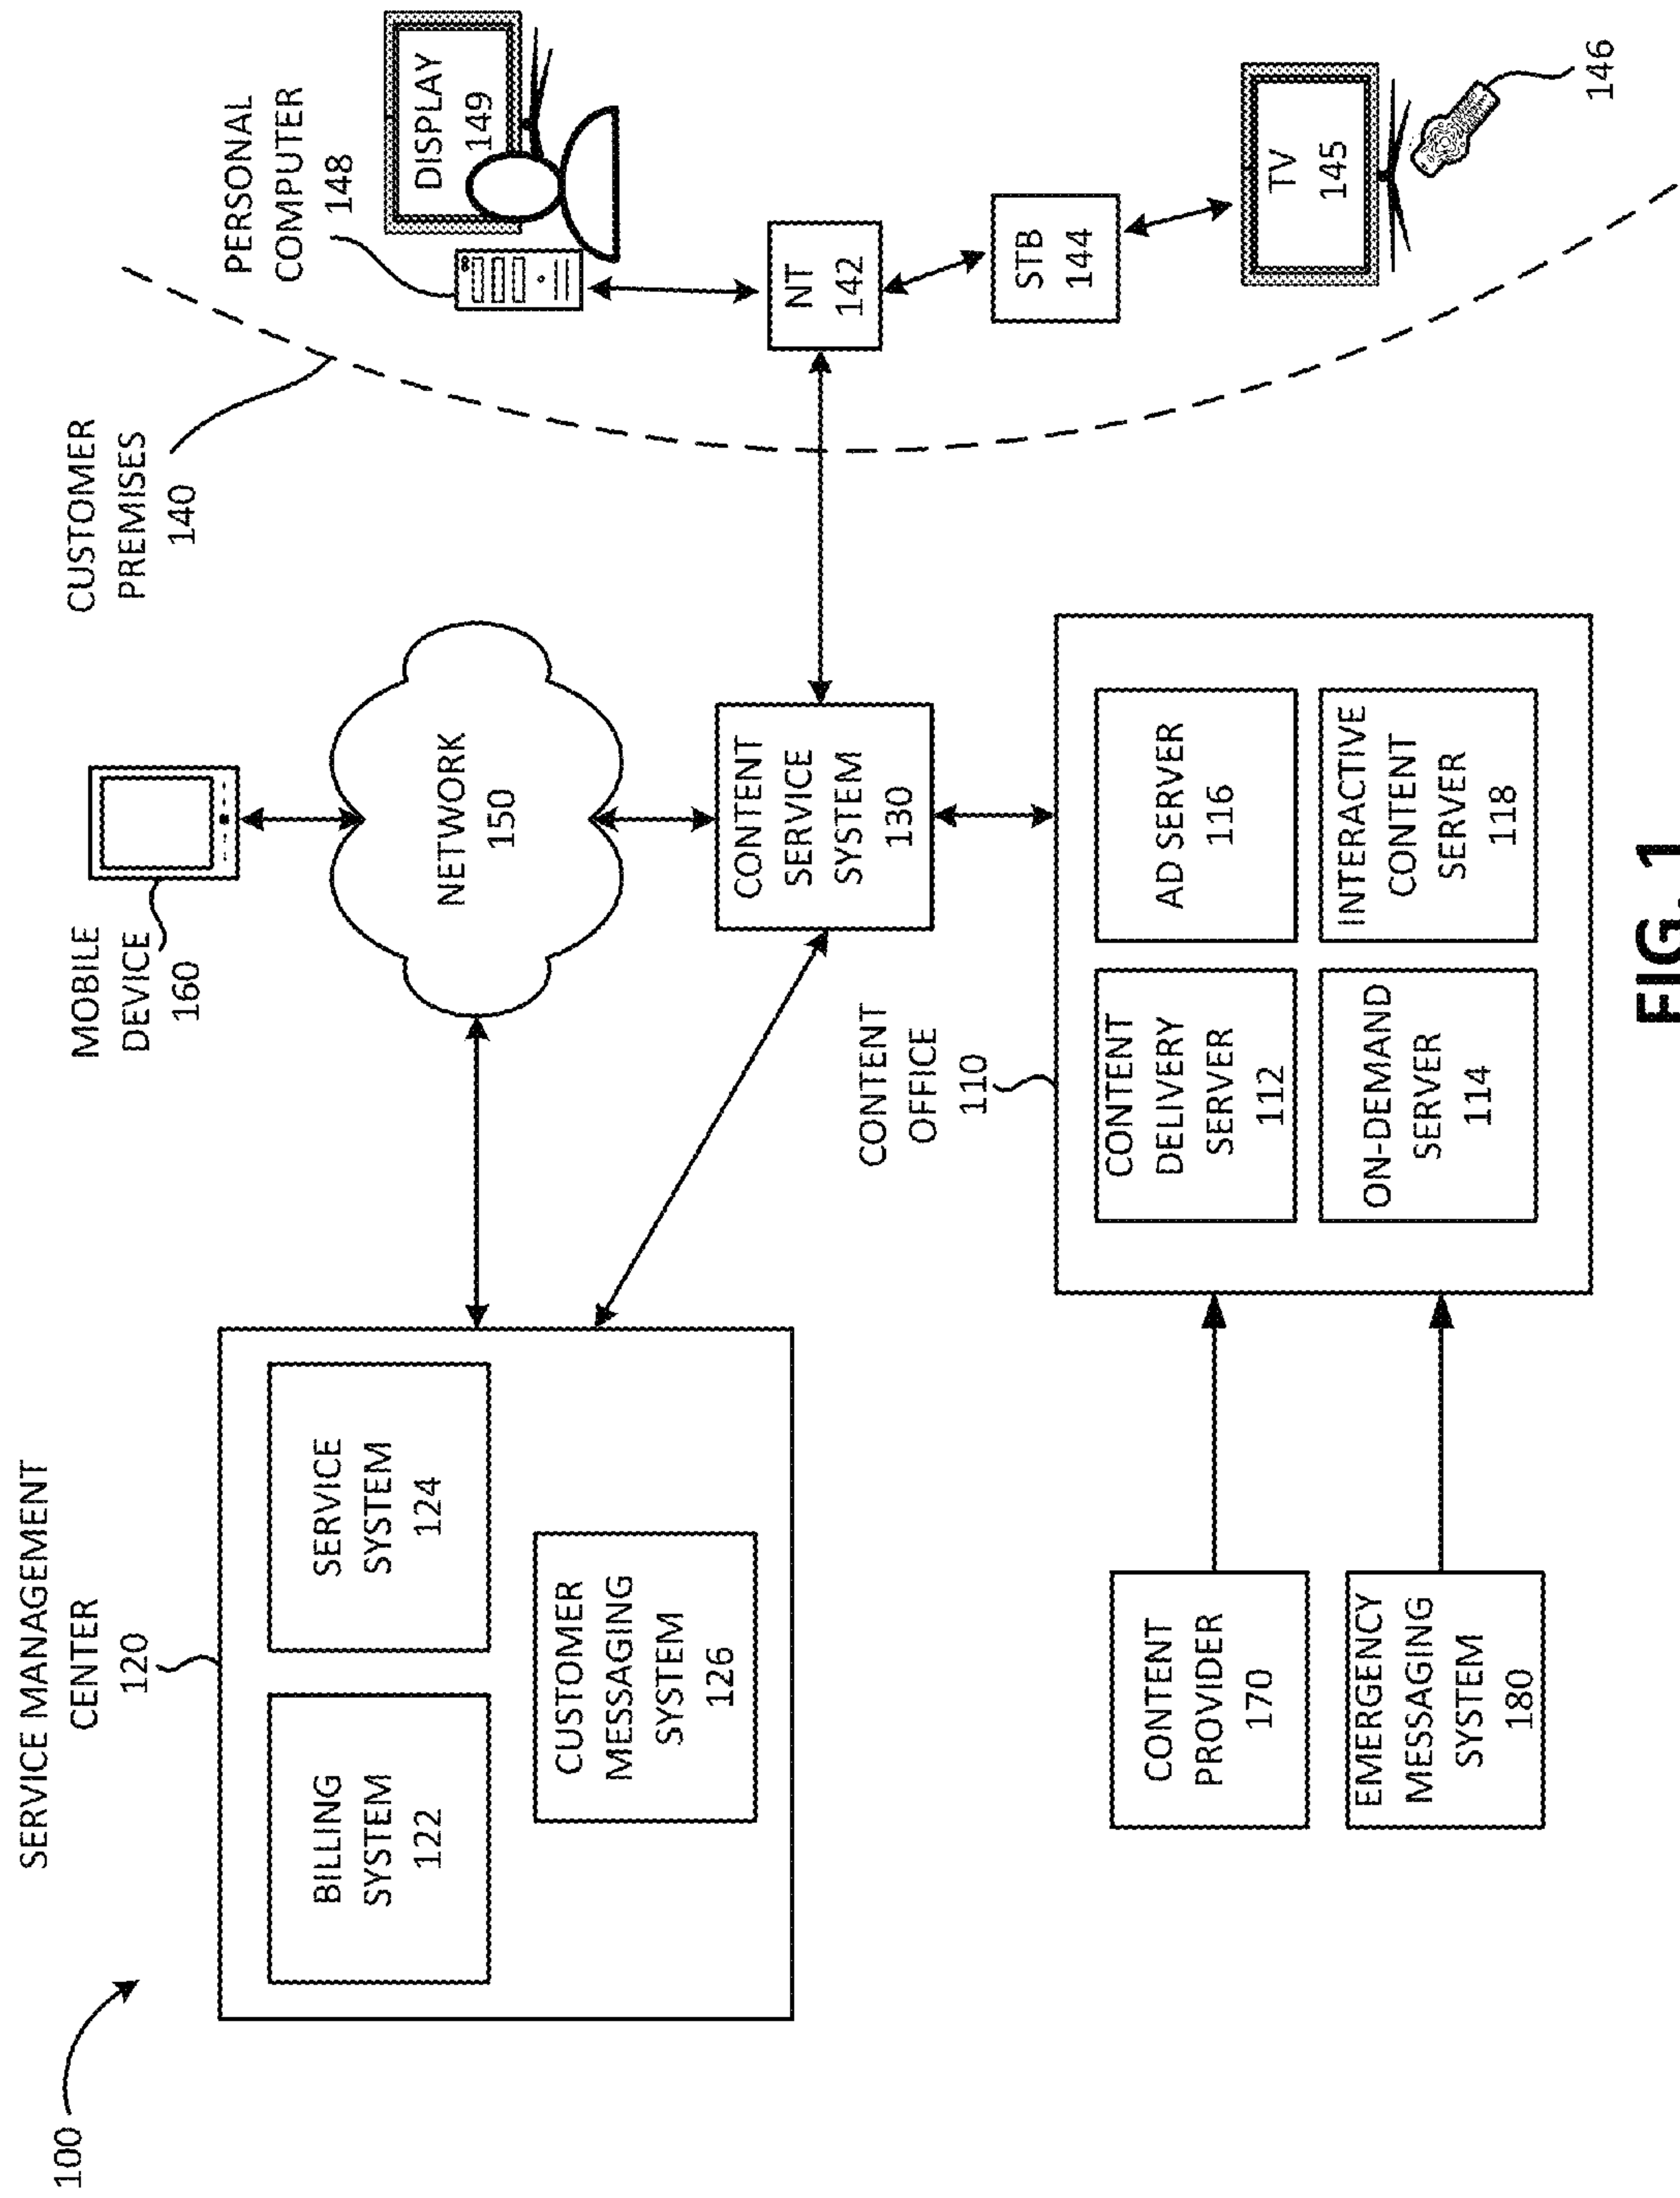 100
SERVICE MANAGEMENT
CENTER
120
BILLING
SYSTEM
122
SERVICE
SYSTEM
124
CUSTOMER
MESSAGING
SYSTEM
126
MOBILE
DEVICE
160
NETWORK
150
CUSTOMER
PREMISES
140
PERSONAL
COMPUTER
148
DISPLAY
149
CONTENT
SERVICE
SYSTEM
130
NT
142
STB
144
TV
145
146
CONTENT
OFFICE
110
CONTENT
DELIVERY
SERVER
112
AD SERVER
116
ON-DEMAND
SERVER
114
INTERACTIVE
CONTENT
SERVER
118
CONTENT
PROVIDER
170
EMERGENCY
MESSAGING
SYSTEM
180
FIG. 1